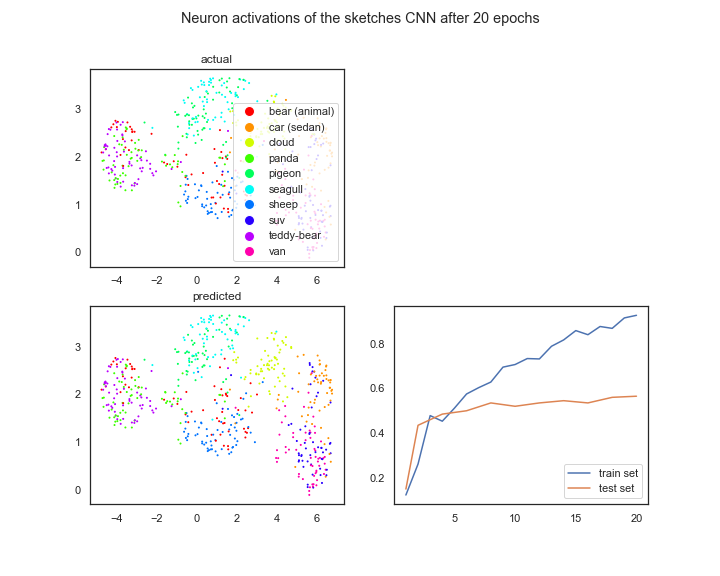 Neuron activations of the sketches CNN after 20 epochs
actual
3
2
1
0
−4 −2 0 2 4 6
bear (animal)
car (sedan)
cloud
panda
pigeon
seagull
sheep
suv
teddy-bear
van
predicted
3
2
1
0
−4 −2 0 2 4 6
0.8
0.6
0.4
0.2
5 10 15 20
train set
test set